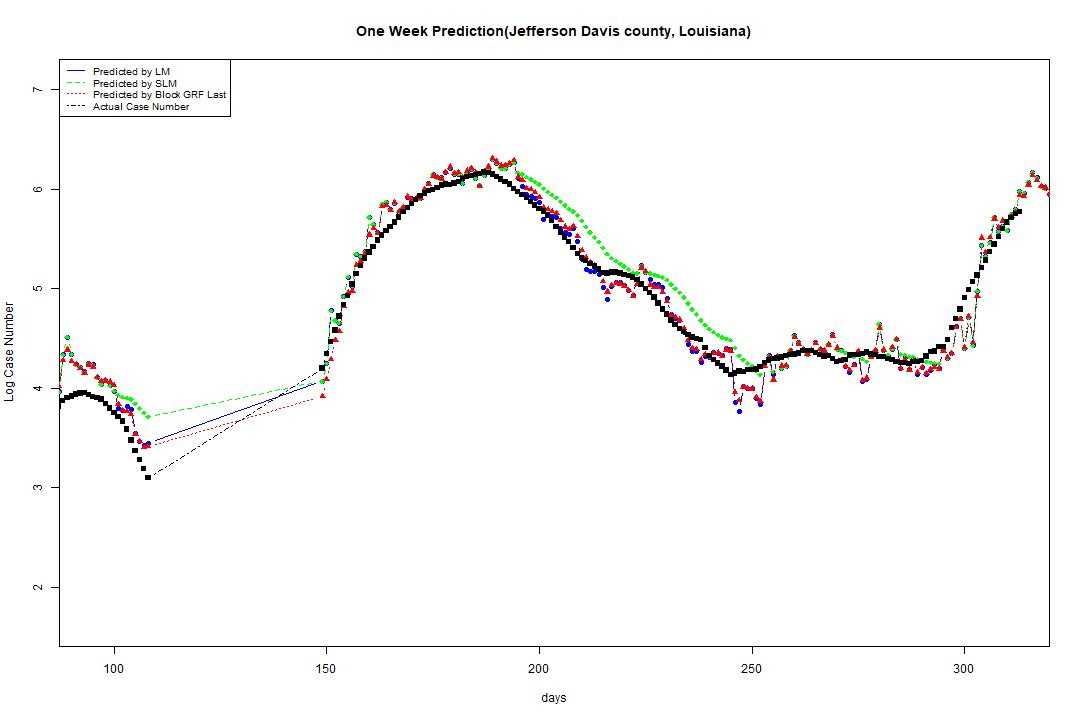 One Week Prediction(Jefferson Davis county, Louisiana)
Predicted by LM
Predicted by SLM
Predicted by Block GRF Last
Actual Case Number
7
6
5
4
3
2
Log Case Number
100 150 200 250 300
days